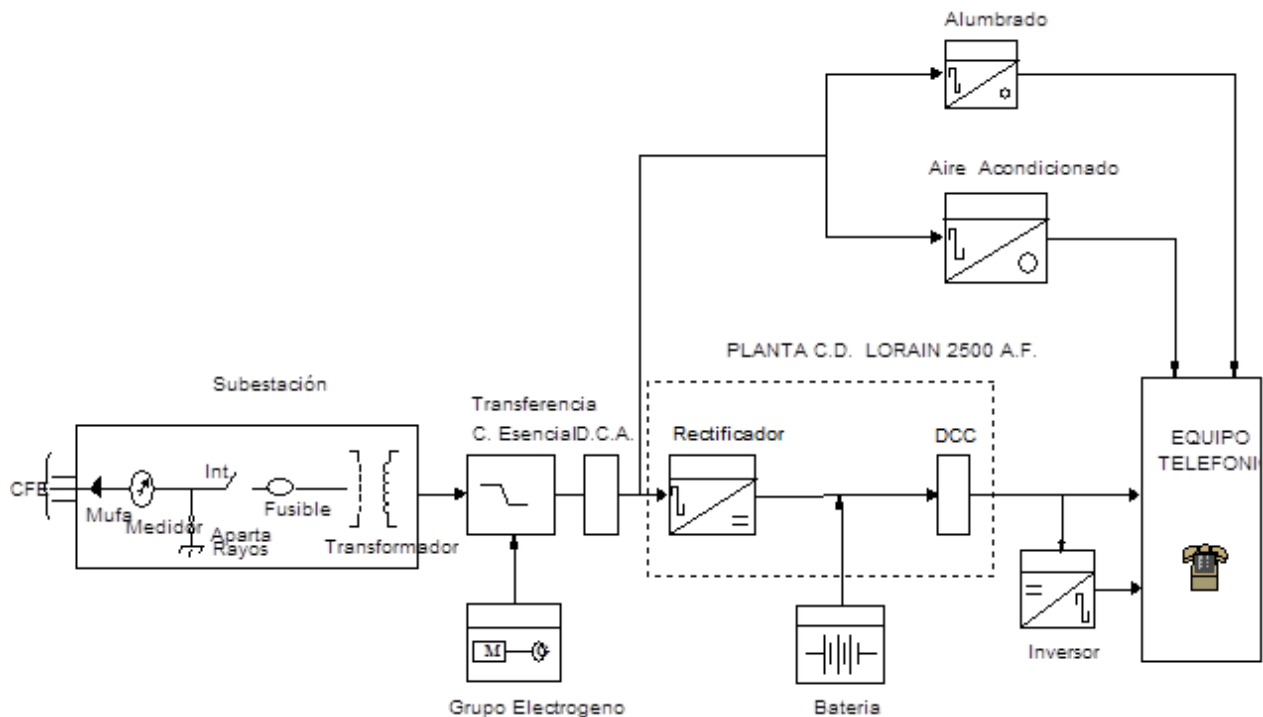 Alumbrado
Aire Acondicionado
PLANTA C.D. LORAIN 2500 A.F.
Subestación
Transferencia
C. Esencial D.C.A.
Rectificador
DCC
EQUIPO
TELEFONI
CFE
Int
Mufa
Medidor
Fusible
Aparta
Rayos
Transformador
M
G
Inversor
Grupo Electrogeno
Bateria